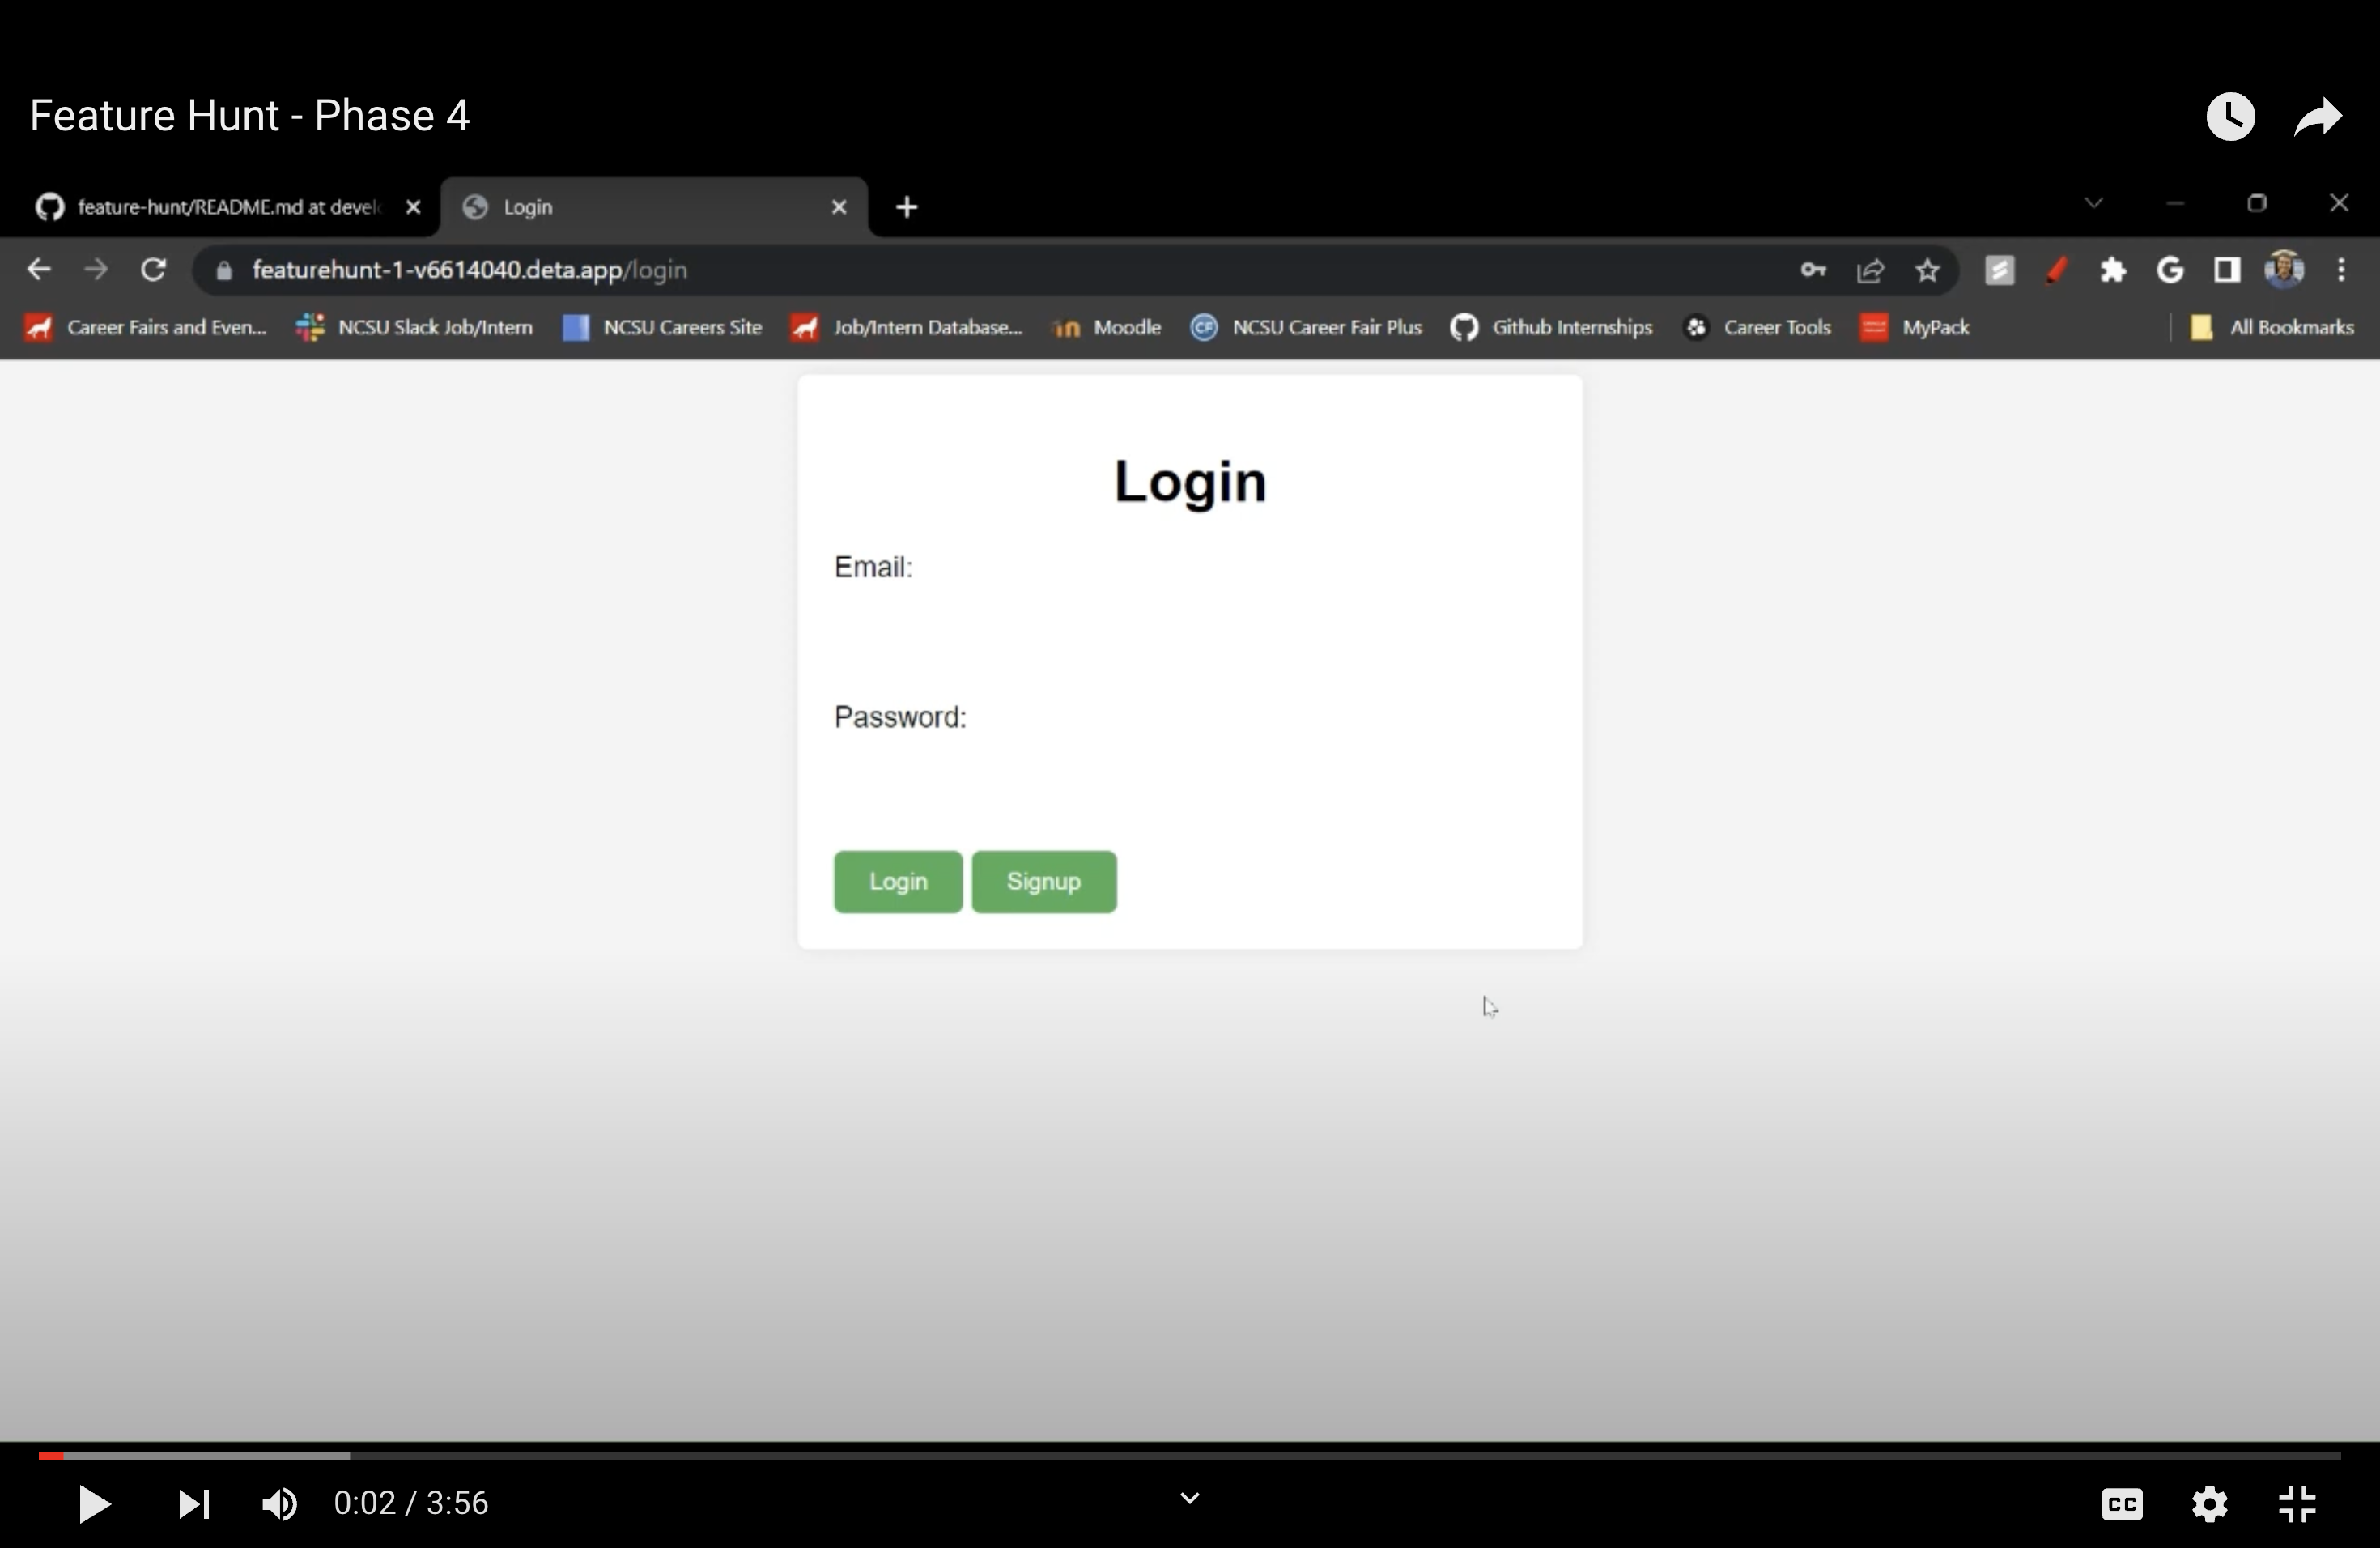 Feature Hunt - Phase 4
feature-hunt/README.md at devel
Login
featurehunt-1-v6614040.deta.app/login
Career Fairs and Even...
NCSU Slack Job/Intern
NCSU Careers Site
Job/Intern Database...
Moodle
CF
NCSU Career Fair Plus
Github Internships
Career Tools
MyPack
All Bookmarks
Login
Email:
Password:
Login
Signup
0:02 / 3:56
CC